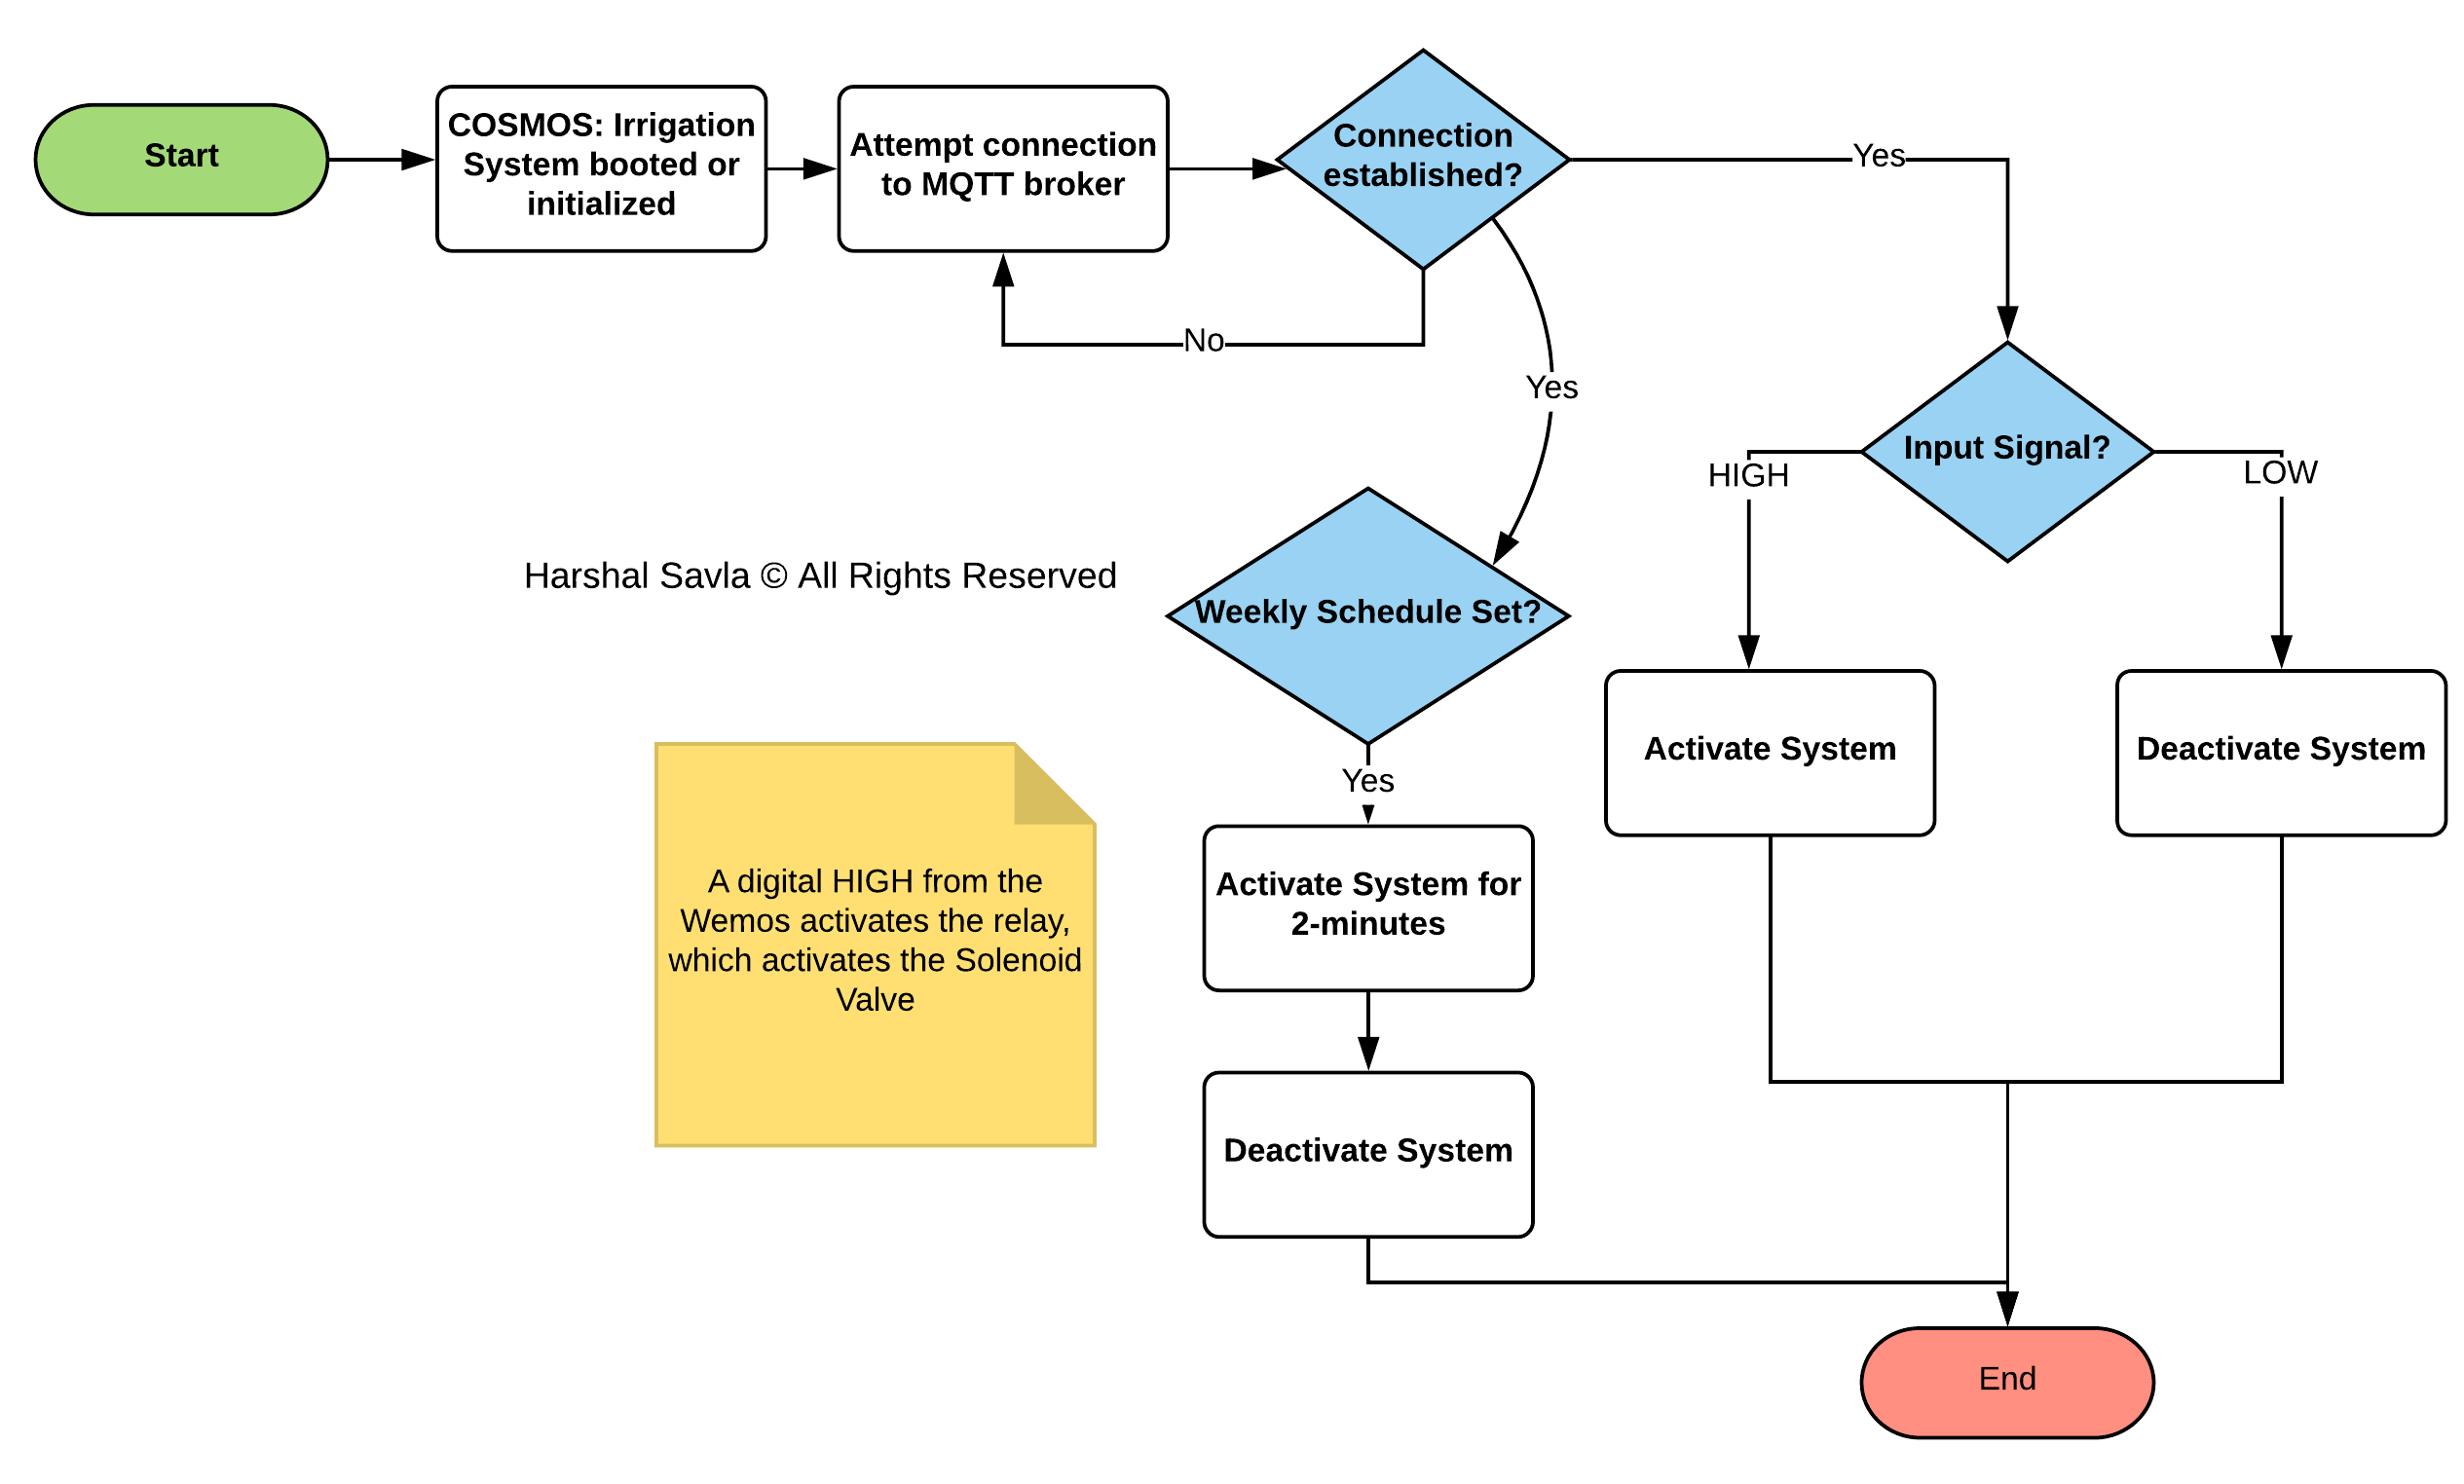 Start
COSMOS: Irrigation
System booted or
initialized
Attempt connection
to MQTT broker
Connection
established?
Yes
No
Yes
Input Signal?
HIGH
LOW
Harshal Savla © All Rights Reserved
Weekly Schedule Set?
Activate System
Deactivate System
Yes
A digital HIGH from the
Wemos activates the relay,
which activates the Solenoid
Valve
Activate System for
2-minutes
Deactivate System
End